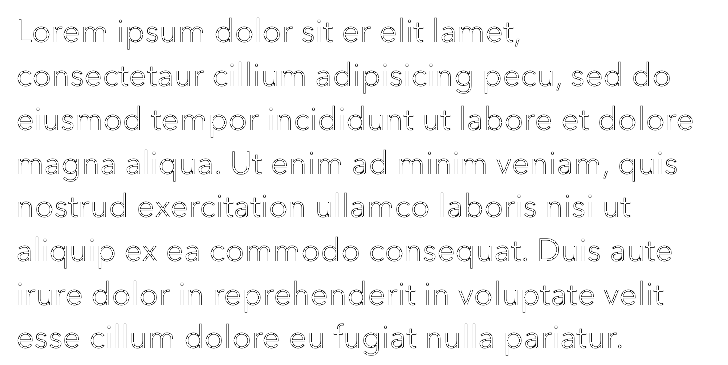 Lorem ipsum dolor sit er elit lamet,
consectetaur cillium adipisicing pecu, sed do
eiusmod tempor incididunt ut labore et dolore
magna aliqua. Ut enim ad minim veniam, quis
nostrud exercitation ullamco laboris nisi ut
aliquip ex ea commodo consequat. Duis aute
irure dolor in reprehenderit in voluptate velit
esse cillum dolore eu fugiat nulla pariatur.